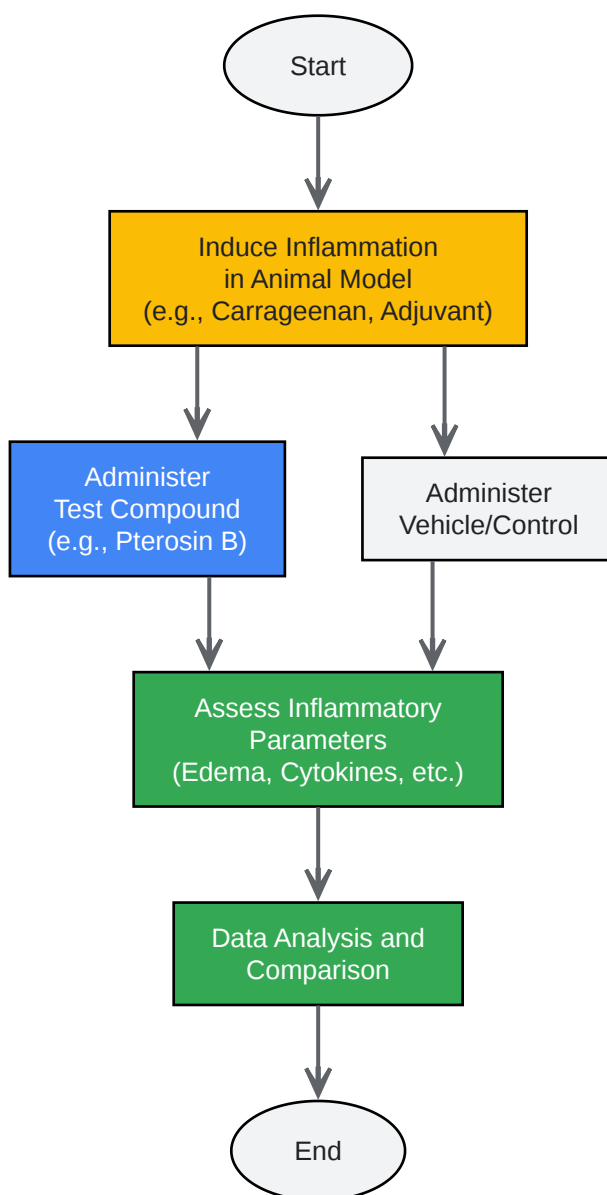 Start
Induce Inflammation
in Animal Model
(e.g., Carrageenan, Adjuvant)
Administer
Test Compound
(e.g., Pterosin B)
Administer
Vehicle/Control
Assess Inflammatory
Parameters
(Edema, Cytokines, etc.)
Data Analysis and
Comparison
End